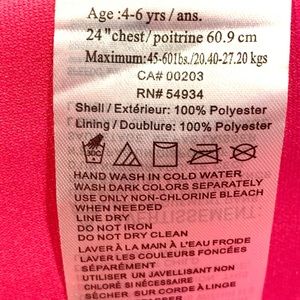 Age :4-6 yrs / ans.
24"chest/poitrine 60.9 cm
Maximum:45-60lbs./20.40-27.20 kgs
CA# 00203
RN# 54934
Shell / Extérieur: 100% Polyester
Lining / Doublure: 100% Polyester
HAND WASH IN COLD WATER
WASH DARK COLORS SEPARATELY
USE ONLY NON-CHLORINE BLEACH
WHEN NEEDED
LINE DRY
DO NOT IRON
DO NOT DRY CLEAN
LAVER À LA MAIN À L'EAU FROIDE
LAVER LES COULEURS FONCÉES
SÉPARÉMENT
UTILISER UN JAVELLISANT NON
CHLORÉ SI NÉCESSAIRE
SÉCHER SUR